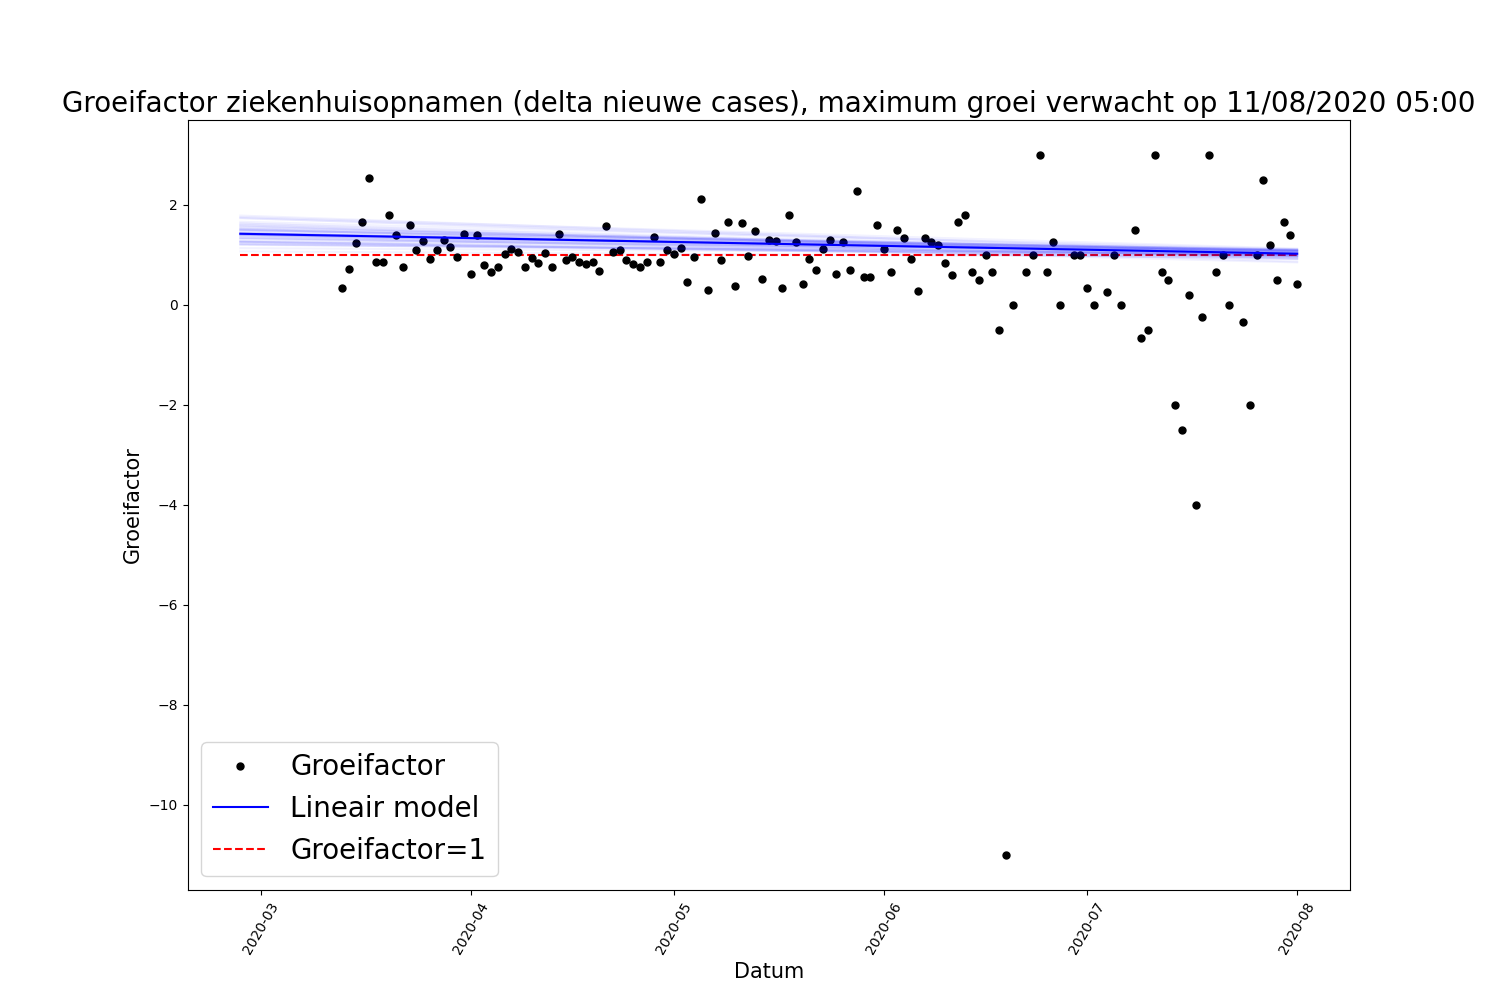 Groeifactor ziekenhuisopnamen (delta nieuwe cases), maximum groei verwacht op 11/08/2020 05:00
Groeifactor
2
0
−2
−4
−6
−8
−10
Groeifactor
Lineair model
Groeifactor=1
2020-03
2020-04
2020-05
2020-06
2020-07
2020-08
Datum